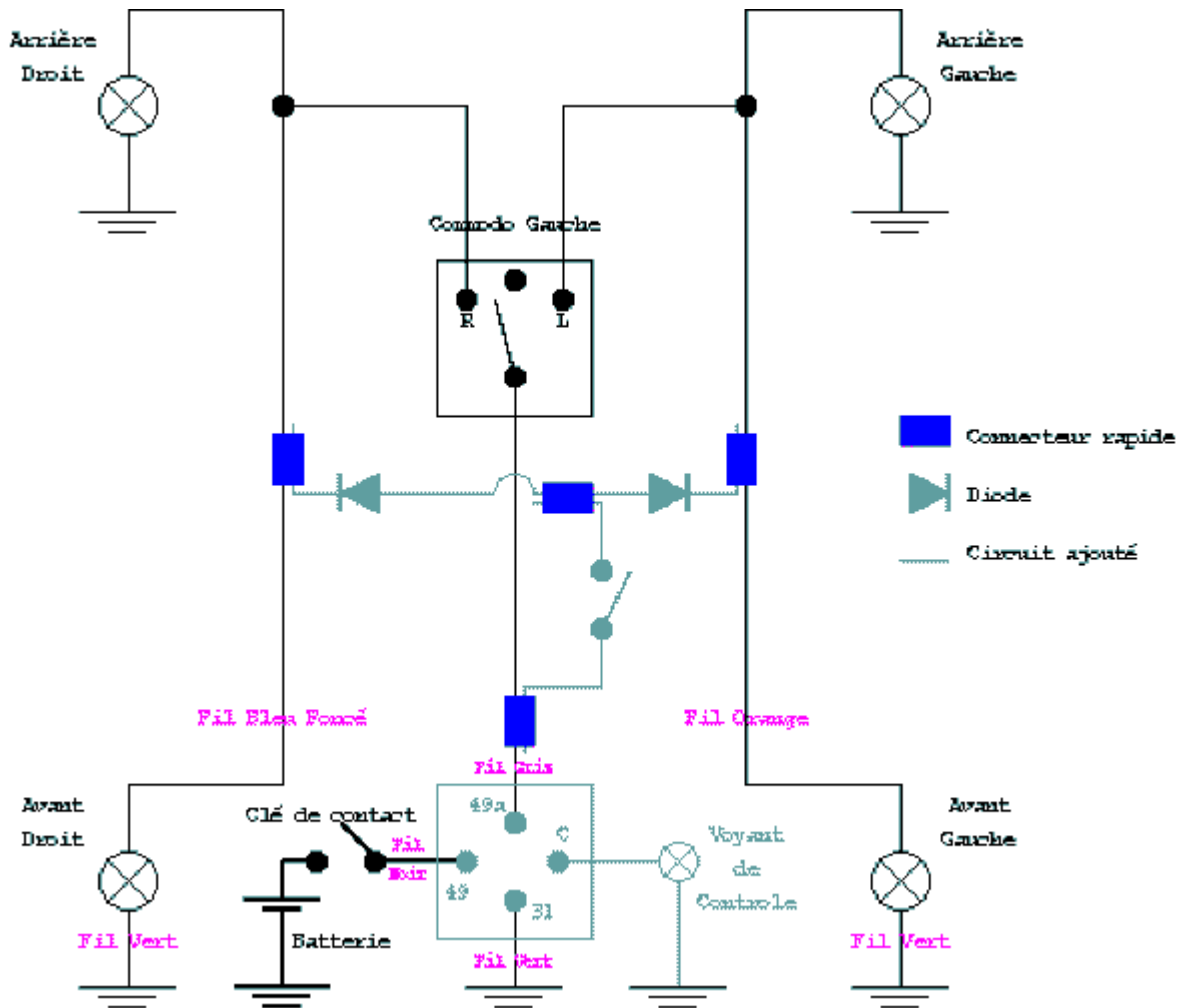 Arrière
Droit
Arrière
Gauche
Commodo Gauche
R
L
Connecteur rapide
Diode
Circuit ajouté
Fil Bleu Foncé
Fil Orange
Fil Gris
Avant
Droit
Clé de contact
Fil
Noir
49a
C
49
31
Voyant
de
Controle
Avant
Gauche
Fil Vert
Batterie
Fil Vert
Fil Vert